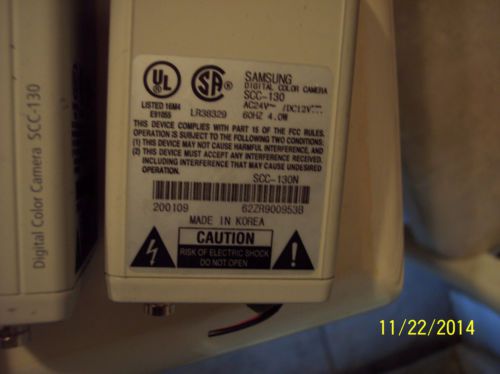 Digital Color Camera SCC-130
UL
LISTED 16M4
E91055
LR38329
SAMSUNG
DIGITAL COLOR CAMERA
SCC-130
AC24V~ /DC12V
60HZ 4.0W
THIS DEVICE COMPLIES WITH PART 15 OF THE FCC RULES,
OPERATION IS SUBJECT TO THE FOLLOWING TWO CONDITIONS:
(1) THIS DEVICE MAY NOT CAUSE HARMFUL INTERFERENCE, AND
(2) THIS DEVICE MUST ACCEPT ANY INTERFERENCE RECEIVED,
INCLUDING INTERFERENCE THAT MAY CAUSE UNDESIRED
OPERATION.
SCC-130N
200109 62ZR900953B
MADE IN KOREA
CAUTION
RISK OF ELECTRIC SHOCK
DO NOT OPEN
11/22/2014